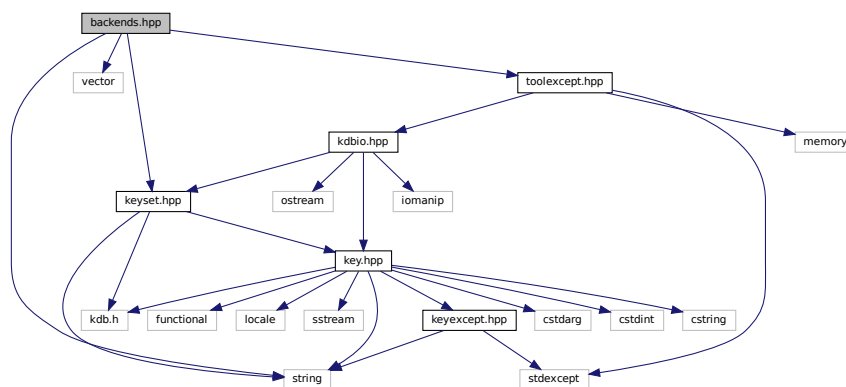 backends.hpp
vector
toolexcept.hpp
kdbio.hpp
memory
keyset.hpp
ostream
iomanip
key.hpp
kdb.h
functional
locale
sstream
keyexcept.hpp
cstdarg
cstdint
cstring
string
stdexcept